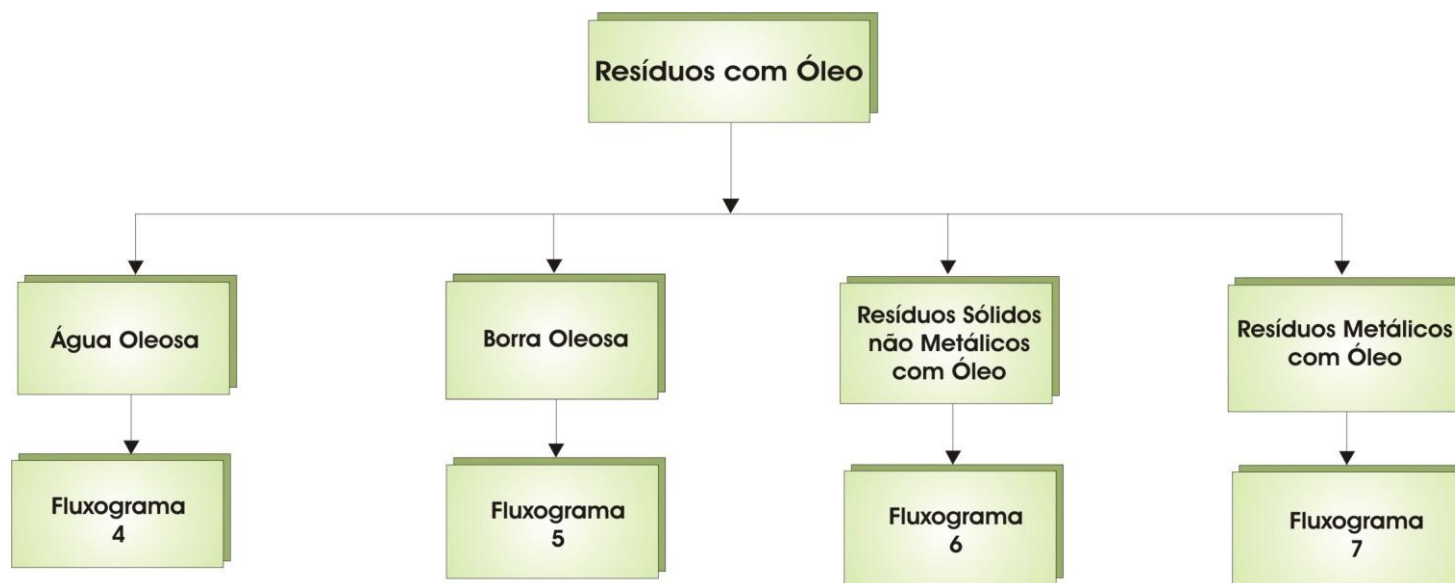 Resíduos com Óleo
Água Oleosa
Borra Oleosa
Resíduos Sólidos
não Metálicos
com Óleo
Resíduos Metálicos
com Óleo
Fluxograma
4
Fluxograma
5
Fluxograma
6
Fluxograma
7